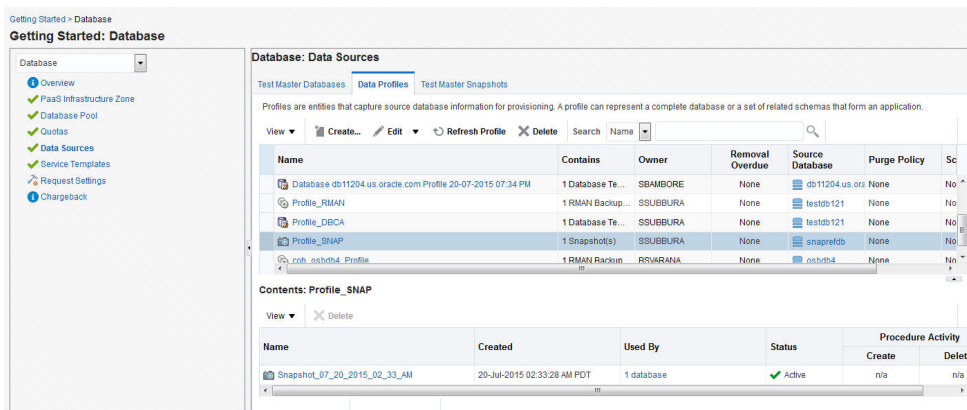 Getting Started > Database
Getting Started: Database
Database
Overview
PaaS Infrastructure Zone
Database Pool
Quotas
Data Sources
Service Templates
Request Settings
Chargeback
Database: Data Sources
Test Master Databases Data Profiles Test Master Snapshots
Profiles are entities that capture source database information for provisioning. A profile can represent a complete database or a set of related schemas that form an application.
View Create... Edit Refresh Profile Delete Search Name
Name Contains Owner Removal Overdue Source Database Purge Policy Sc
Database db11204.us.oracle.com Profile 20-07-2015 07:34 PM 1 Database Te... SBAMBORE None db11204.us.ora None No
Profile_RMAN 1 RMAN Backup... SSUBBURA None testdb121 None No
Profile_DBCA 1 Database Te... SSUBBURA None testdb121 None No
Profile_SNAP 1 Snapshot(s) SSUBBURA None snaprefdb None No
cph_osbdb4_Profile 1 RMAN Backup BSVARANA None osbdb4 None No
Contents: Profile_SNAP
View Delete
Name Created Used By Status Procedure Activity
Create Delet
Snapshot_07_20_2015_02_33_AM 20-Jul-2015 02:33:28 AM PDT 1 database Active n/a n/a